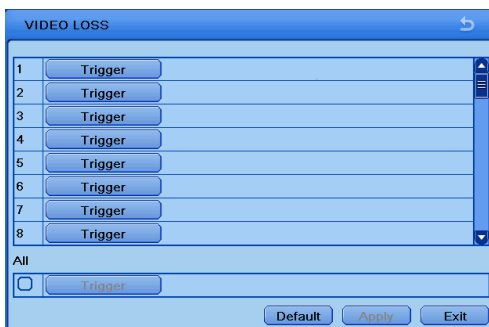 VIDEO LOSS
1 Trigger
2 Trigger
3 Trigger
4 Trigger
5 Trigger
6 Trigger
7 Trigger
8 Trigger
All
Trigger
Default Apply Exit